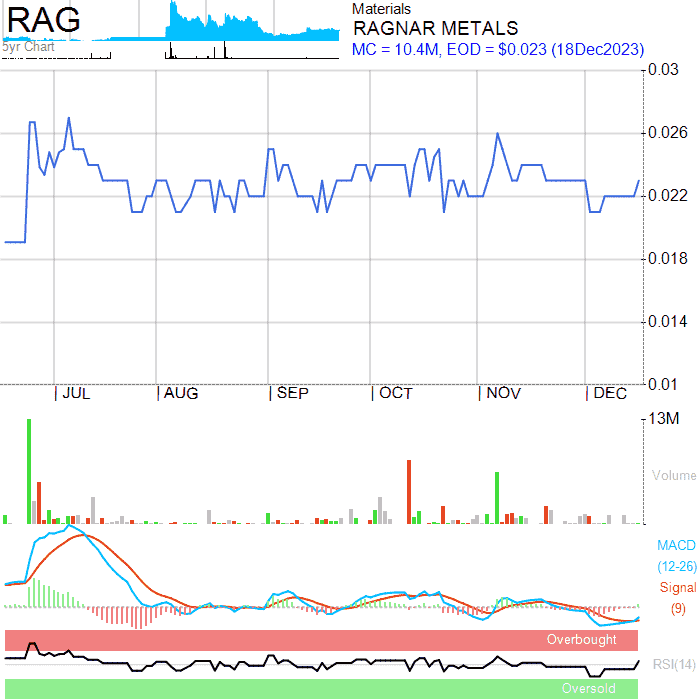 RAG
5yr Chart
Materials
RAGNAR METALS
MC = 10.4M, EOD = $0.023 (18Dec2023)
0.03
0.026
0.022
0.018
0.014
0.01
JUL AUG SEP OCT NOV DEC
13M
Volume
MACD
(12-26)
Signal
(9)
Overbought
RSI(14)
Oversold